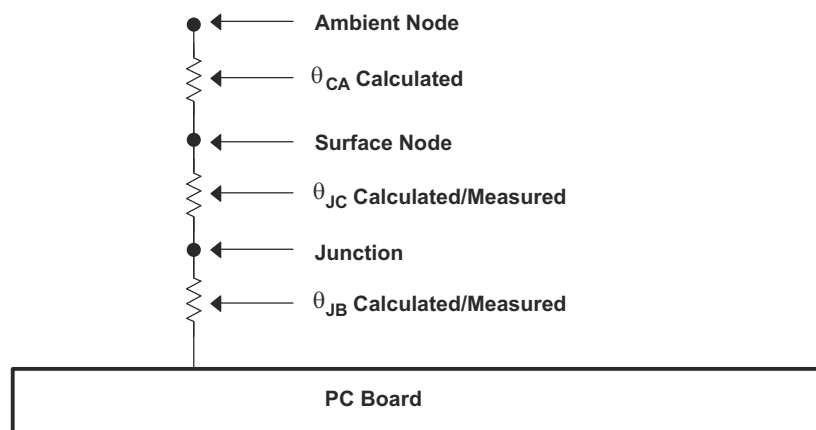 Ambient Node
θCA Calculated
Surface Node
θJC Calculated/Measured
Junction
θJB Calculated/Measured
PC Board